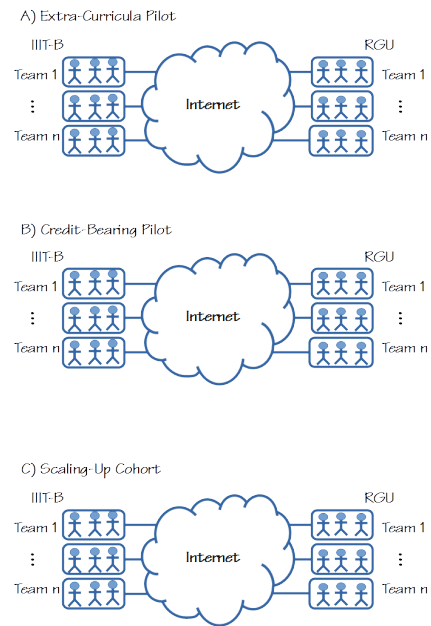 A) Extra-Curricula Pilot
IIIT-B RGU
Team 1 Team 1
Internet
⋮ ⋮
Team n Team n
B) Credit-Bearing Pilot
IIIT-B RGU
Team 1 Team 1
Internet
⋮ ⋮
Team n Team n
C) Scaling-Up Cohort
IIIT-B RGU
Team 1 Team 1
Internet
⋮ ⋮
Team n Team n